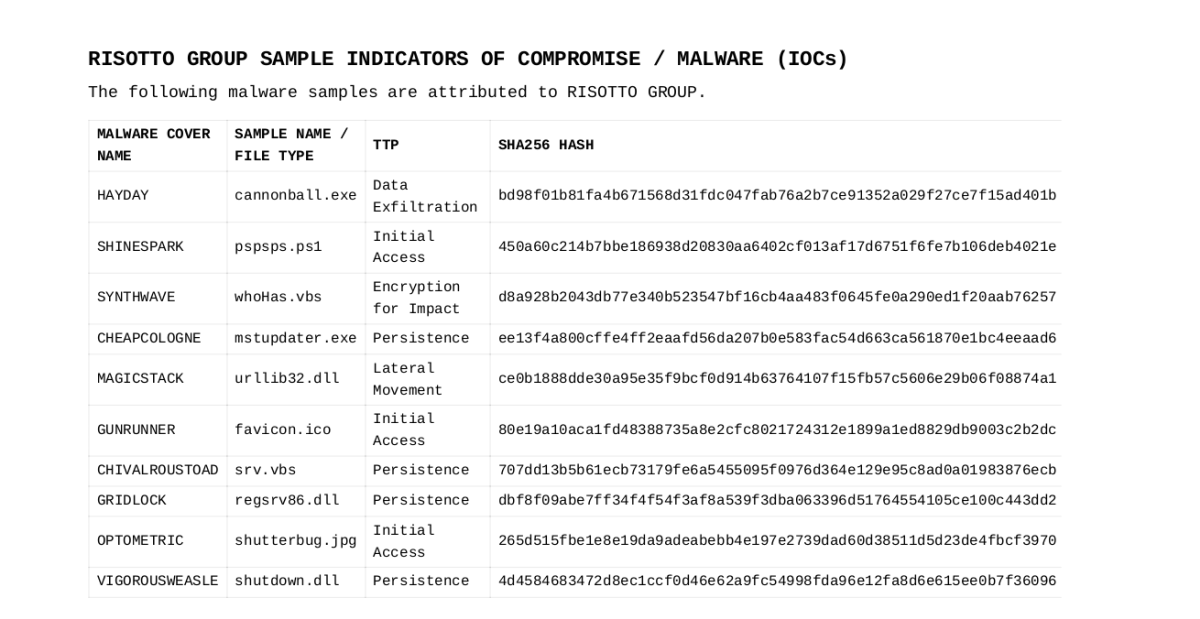 RISOTTO GROUP SAMPLE INDICATORS OF COMPROMISE / MALWARE (IOCs)
The following malware samples are attributed to RISOTTO GROUP.
MALWARE COVER NAME SAMPLE NAME / FILE TYPE TTP SHA256 HASH
HAYDAY cannonball.exe Data Exfiltration bd98f01b81fa4b671568d31fdc047fab76a2b7ce91352a029f27ce7f15ad401b
SHINESPARK pspsps.ps1 Initial Access 450a60c214b7bbe186938d20830aa6402cf013af17d6751f6fe7b106deb4021e
SYNTHWAVE whoHas.vbs Encryption for Impact d8a928b2043db77e340b523547bf16cb4aa483f0645fe0a290ed1f20aab76257
CHEAPCOLOGNE mstupdater.exe Persistence ee13f4a800cffe4ff2eaafd56da207b0e583fac54d663ca561870e1bc4eeaad6
MAGICSTACK urllib32.dll Lateral Movement ce0b1888dde30a95e35f9bcf0d914b63764107f15fb57c5606e29b06f08874a1
GUNRUNNER favicon.ico Initial Access 80e19a10aca1fd48388735a8e2cfc8021724312e1899a1ed8829db9003c2b2dc
CHIVALROUSTOAD srv.vbs Persistence 707dd13b5b61ecb73179fe6a5455095f0976d364e129e95c8ad0a01983876ecb
GRIDLOCK regsrv86.dll Persistence dbf8f09abe7ff34f4f54f3af8a539f3dba063396d51764554105ce100c443dd2
OPTOMETRIC shutterbug.jpg Initial Access 265d515fbe1e8e19da9adeabebb4e197e2739dad60d38511d5d23de4fbcf3970
VIGOROUSWEASLE shutdown.dll Persistence 4d4584683472d8ec1ccf0d46e62a9fc54998fda96e12fa8d6e615ee0b7f36096